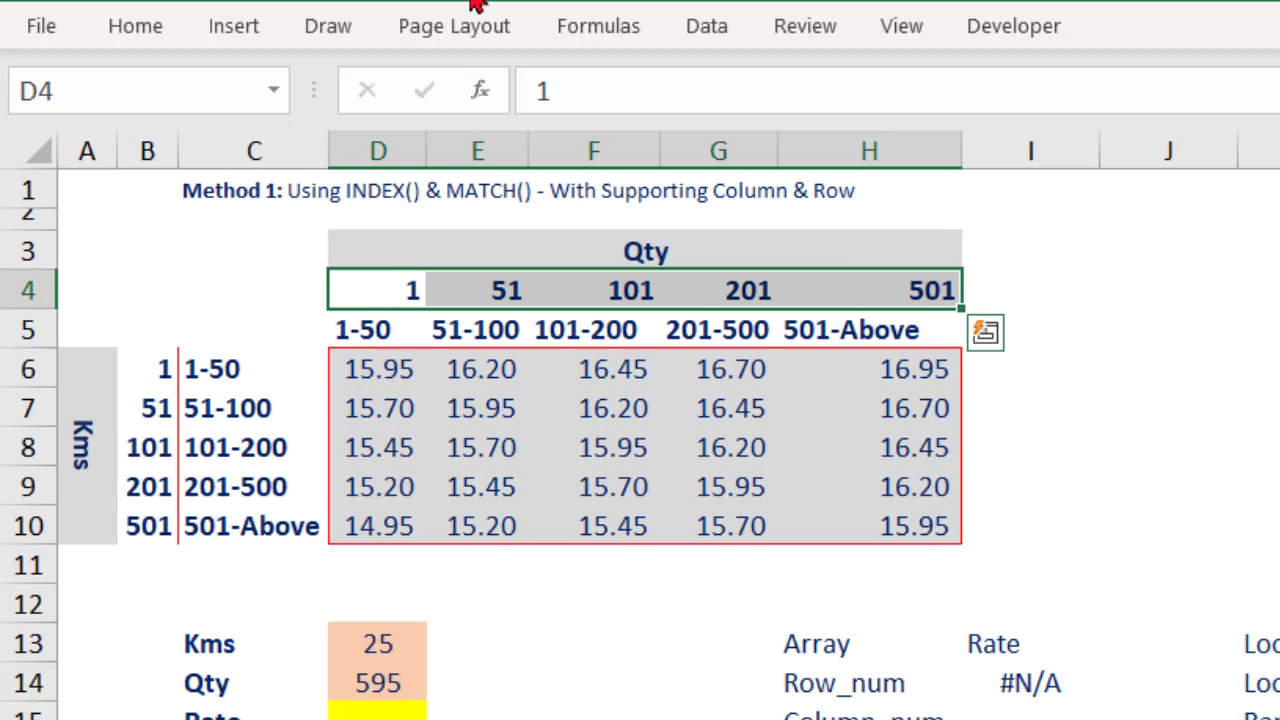 File Home Insert Draw Page Layout Formulas Data Review View Developer
D4 fx 1
A B C D E F G H I J
1 Method 1: Using INDEX() & MATCH() - With Supporting Column & Row
2
3 Qty
4 1 51 101 201 501
5 1-50 51-100 101-200 201-500 501-Above
6 1 1-50 15.95 16.20 16.45 16.70 16.95
7 51 51-100 15.70 15.95 16.20 16.45 16.70
Kms
8 101 101-200 15.45 15.70 15.95 16.20 16.45
9 201 201-500 15.20 15.45 15.70 15.95 16.20
10 501 501-Above 14.95 15.20 15.45 15.70 15.95
11
12
13 Kms 25 Array Rate Loo
14 Qty 595 Row_num #N/A Loo
15 Rate Column_num